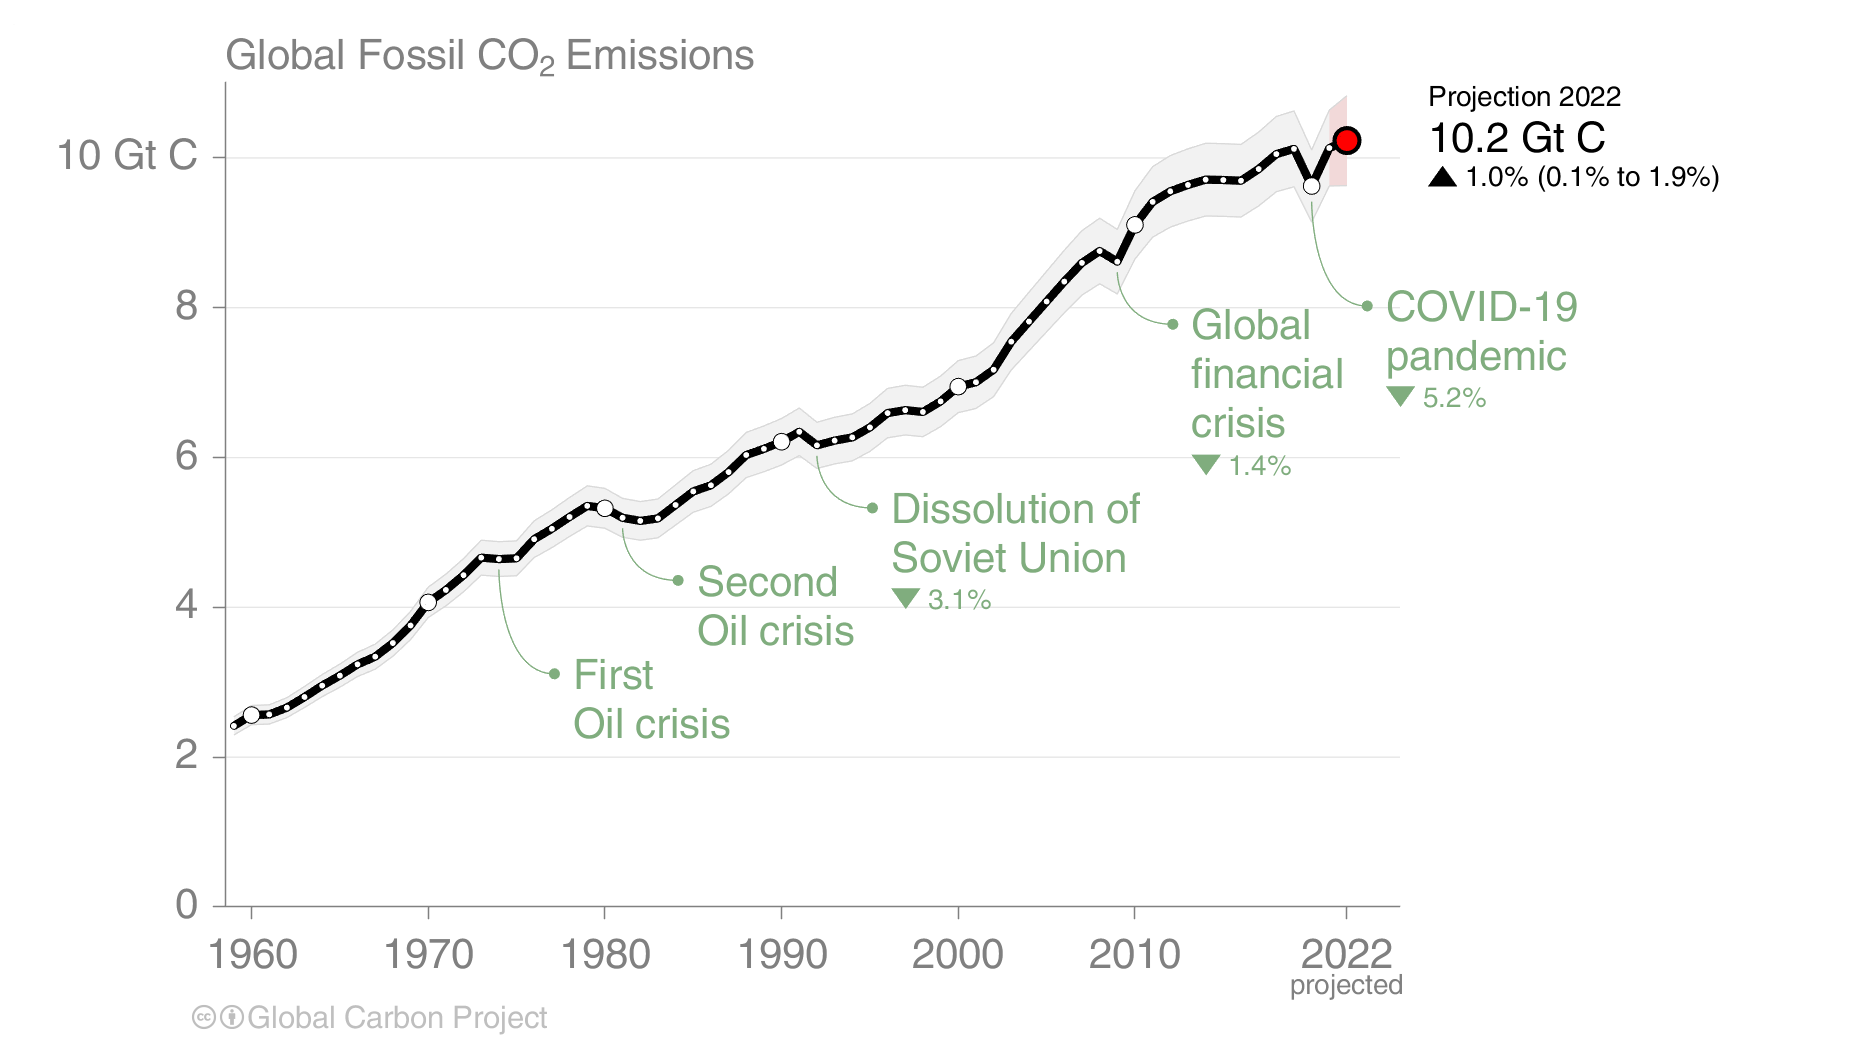 Global Fossil CO₂ Emissions
Projection 2022
10.2 Gt C
▲ 1.0% (0.1% to 1.9%)
10 Gt C
8
6
4
2
0
COVID-19
pandemic
▼ 5.2%
Global
financial
crisis
▼ 1.4%
Dissolution of
Soviet Union
▼ 3.1%
Second
Oil crisis
First
Oil crisis
1960 1970 1980 1990 2000 2010 2022
projected
Global Carbon Project